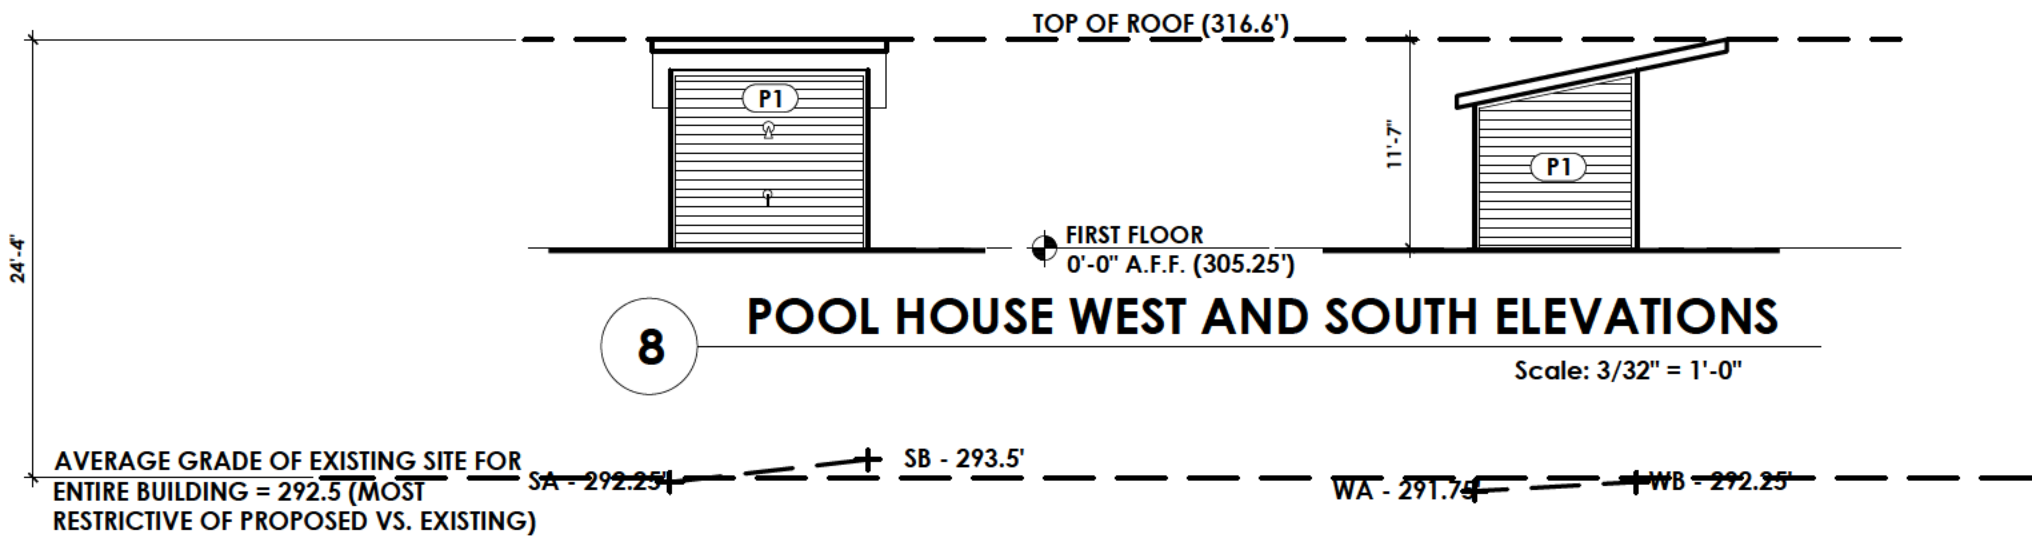 TOP OF ROOF (316.6')
P1
P1
11'-7"
24'-4"
FIRST FLOOR
0'-0" A.F.F. (305.25')
8
POOL HOUSE WEST AND SOUTH ELEVATIONS
Scale: 3/32" = 1'-0"
AVERAGE GRADE OF EXISTING SITE FOR
ENTIRE BUILDING = 292.5 (MOST
RESTRICTIVE OF PROPOSED VS. EXISTING)
SA - 292.25'
SB - 293.5'
WA - 291.75'
WB - 292.25'